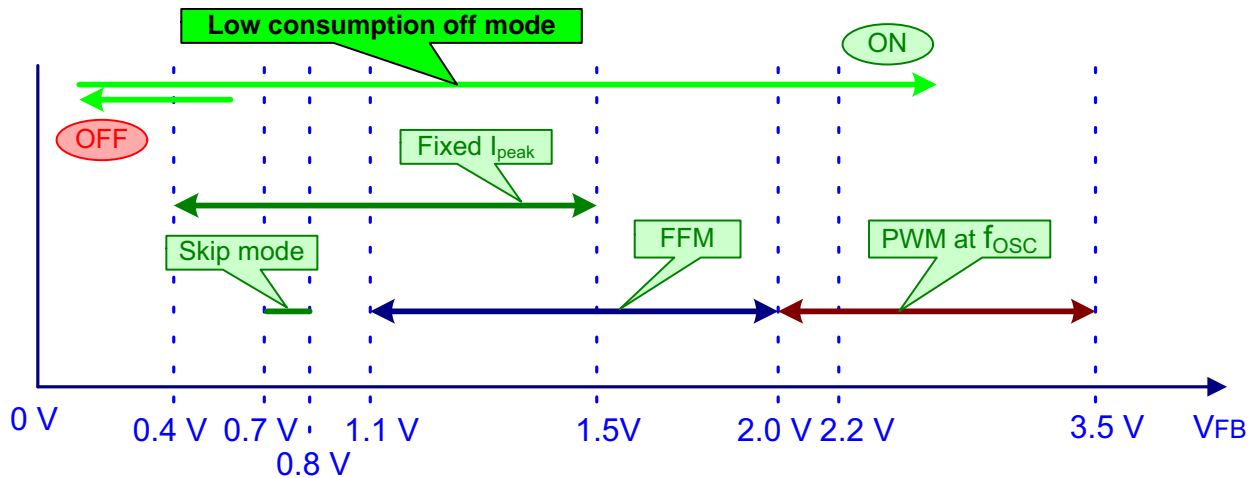 Low consumption off mode
ON
OFF
Fixed Ipeak
Skip mode
FFM
PWM at fOSC
0 V
0.4 V
0.7 V
0.8 V
1.1 V
1.5V
2.0 V
2.2 V
3.5 V
VFB